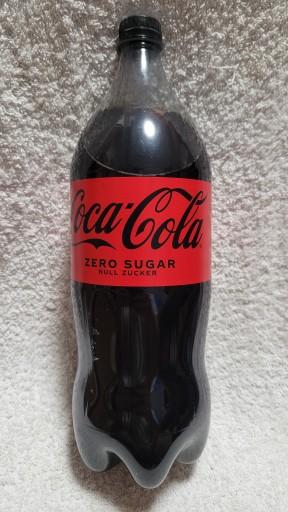 Coca-Cola
ZERO SUGAR
NULL ZUCKER